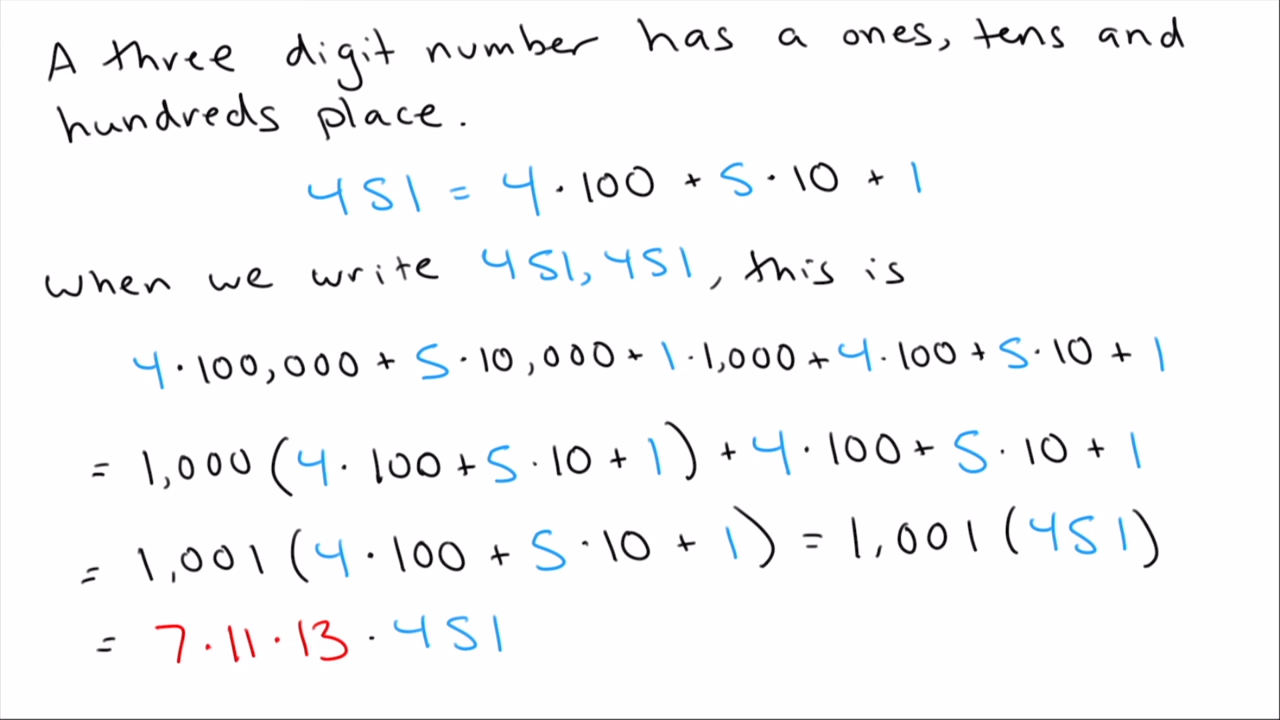 A three digit number has a ones, tens and
hundreds place.
451 = 4·100 + 5·10 + 1
When we write 451,451, this is
4·100,000 + 5·10,000 + 1·1,000 + 4·100 + 5·10 + 1
= 1,000(4·100 + 5·10 + 1) + 4·100 + 5·10 + 1
= 1,001(4·100 + 5·10 + 1) = 1,001(451)
= 7·11·13·451